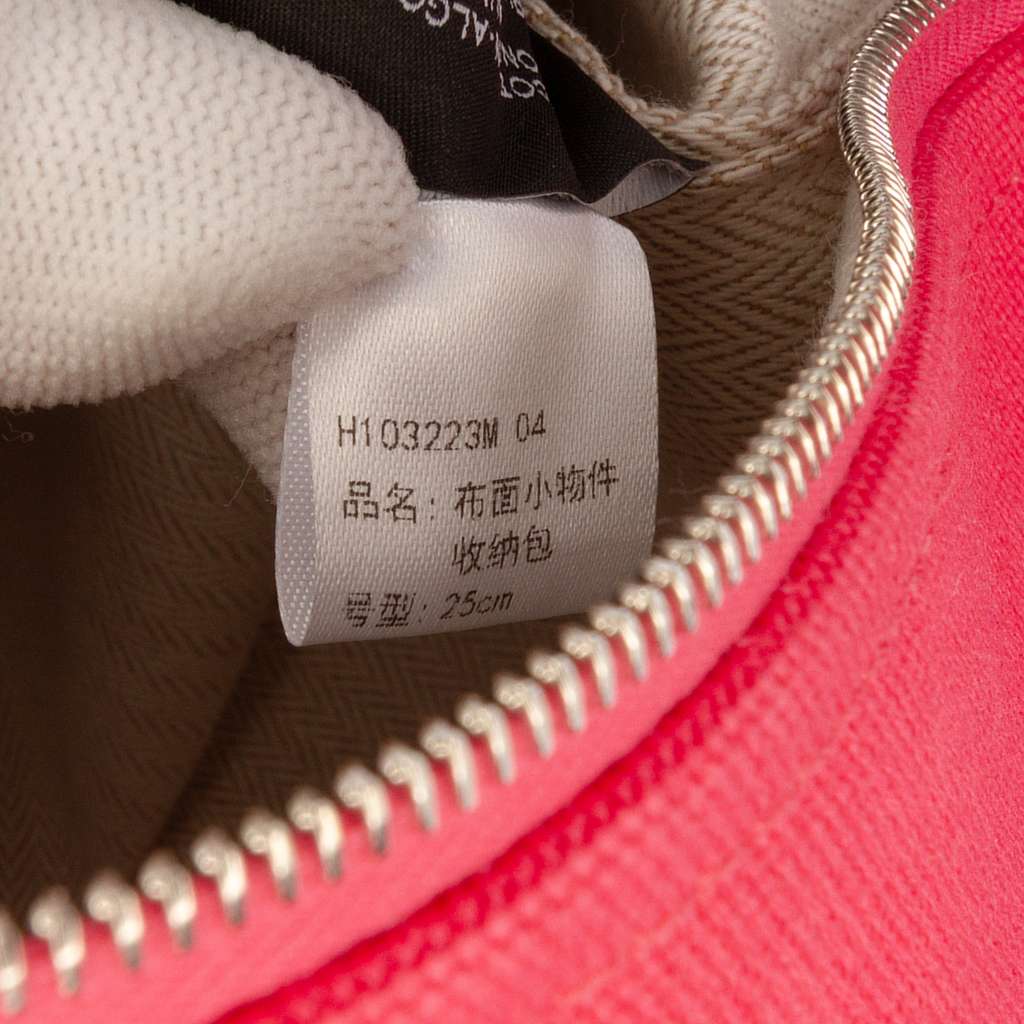 H103223M 04
品名: 布面小物件
收纳包
号型: 25cm